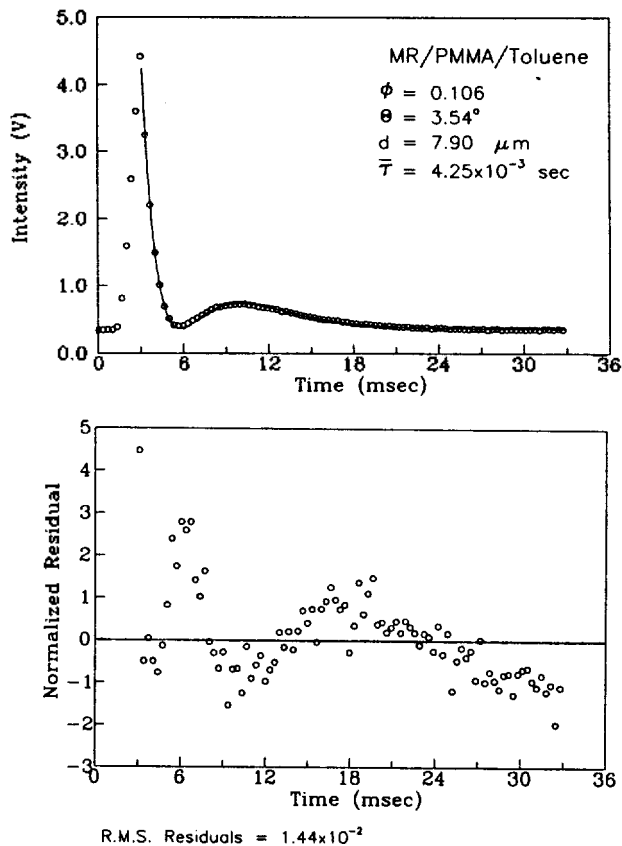 MR/PMMA/Toluene
ϕ = 0.106
Θ = 3.54°
d = 7.90 μm
τ̅ = 4.25x10⁻³ sec
Intensity (V)
5.0
4.0
3.0
2.0
1.0
0.0
0 6 12 18 24 30 36
Time (msec)
Normalized Residual
5
4
3
2
1
0
-1
-2
-3
0 6 12 18 24 30 36
Time (msec)
R.M.S. Residuals = 1.44x10⁻²